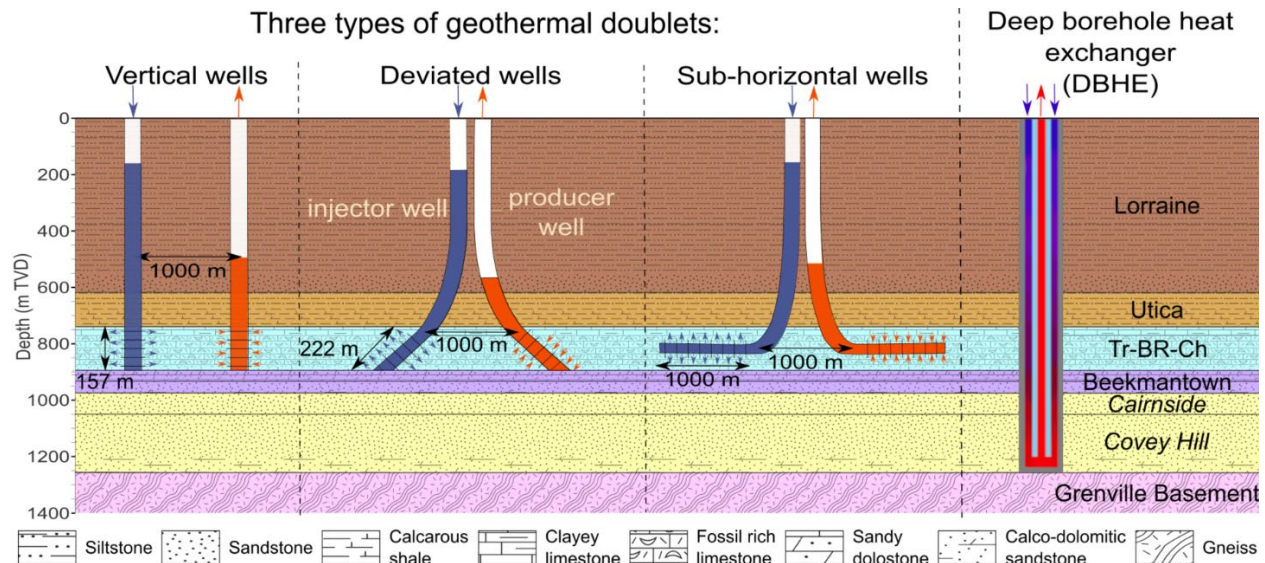 Three types of geothermal doublets:
Deep borehole heat
exchanger
(DBHE)
Vertical wells
Deviated wells
Sub-horizontal wells
Depth (m TVD)
0
200
400
600
800
1000
1200
1400
1000 m
157 m
injector well
producer
well
222 m
1000 m
1000 m
1000 m
Lorraine
Utica
Tr-BR-Ch
Beekmantown
Cairnside
Covey Hill
Grenville Basement
Siltstone
Sandstone
Calcarous
shale
Clayey
limestone
Fossil rich
limestone
Sandy
dolostone
Calco-dolomitic
sandstone
Gneiss